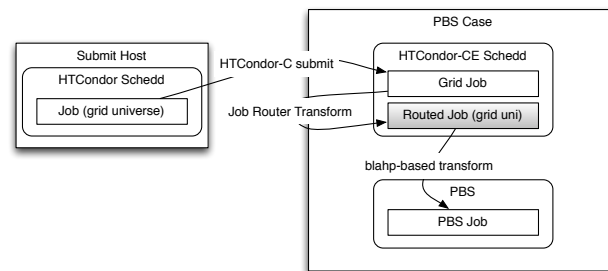 PBS Case
Submit Host
HTCondor Schedd
Job (grid universe)
HTCondor-C submit
HTCondor-CE Schedd
Grid Job
Job Router Transform
Routed Job (grid uni)
blahp-based transform
PBS
PBS Job